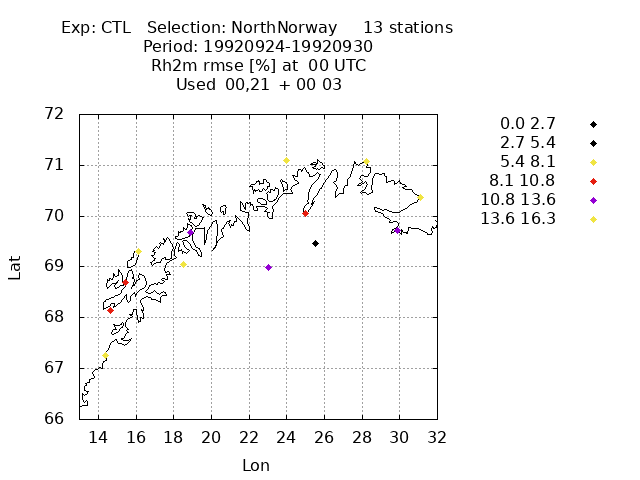 Exp: CTL   Selection: NorthNorway     13 stations
Period: 19920924-19920930
Rh2m rmse [%] at  00 UTC
Used  00,21  + 00 03
0.0 2.7
2.7 5.4
5.4 8.1
8.1 10.8
10.8 13.6
13.6 16.3
72
71
70
69
68
67
66
Lat
14 16 18 20 22 24 26 28 30 32
Lon